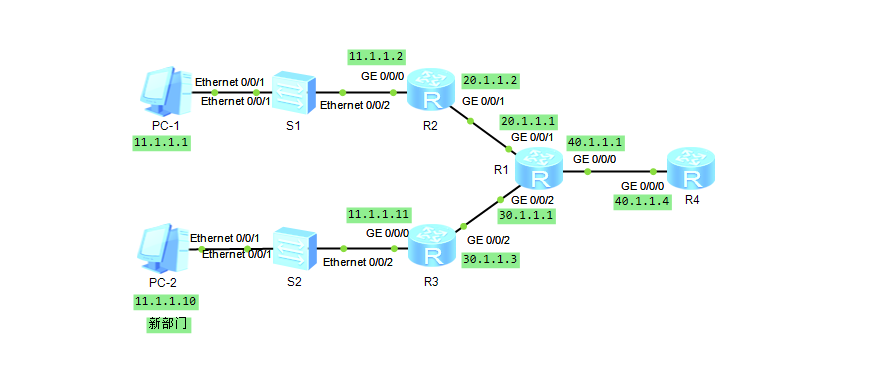 11.1.1.2
GE 0/0/0
20.1.1.2
Ethernet 0/0/1
Ethernet 0/0/1
Ethernet 0/0/2
GE 0/0/1
PC-1
S1
R2
20.1.1.1
11.1.1.1
GE 0/0/1
40.1.1.1
GE 0/0/0
R1
GE 0/0/0
R4
GE 0/0/2
40.1.1.4
11.1.1.11
30.1.1.1
GE 0/0/0
GE 0/0/2
Ethernet 0/0/1
Ethernet 0/0/1
Ethernet 0/0/2
30.1.1.3
PC-2
S2
R3
11.1.1.10
新部门